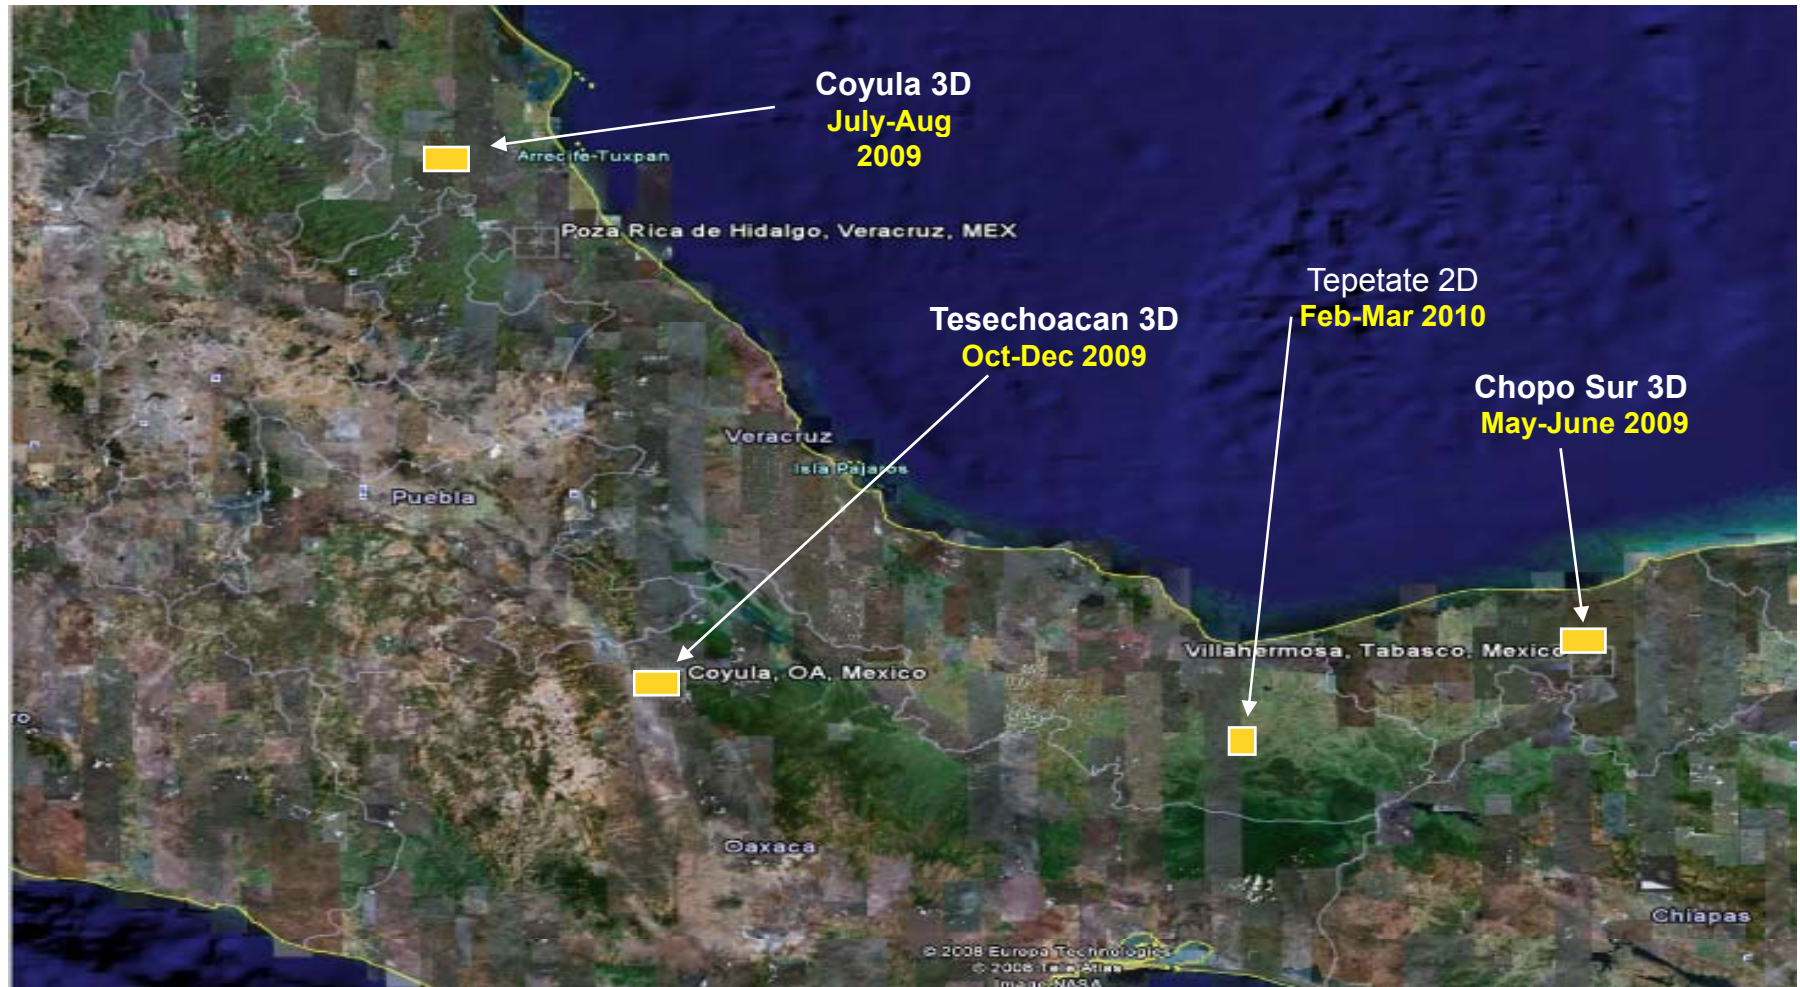 Coyula 3D
July-Aug
2009
Arrecife-Tuxpan
Poza Rica de Hidalgo, Veracruz, MEX
Tepetate 2D
Feb-Mar 2010
Tesechoacan 3D
Oct-Dec 2009
Chopo Sur 3D
May-June 2009
Veracruz
Isla Pajaros
Puebla
Villahermosa, Tabasco, Mexico
Coyula, OA, Mexico
ro
Oaxaca
Chiapas
© 2008 Europa Technologies
© 2008 Tele Atlas
Image NASA